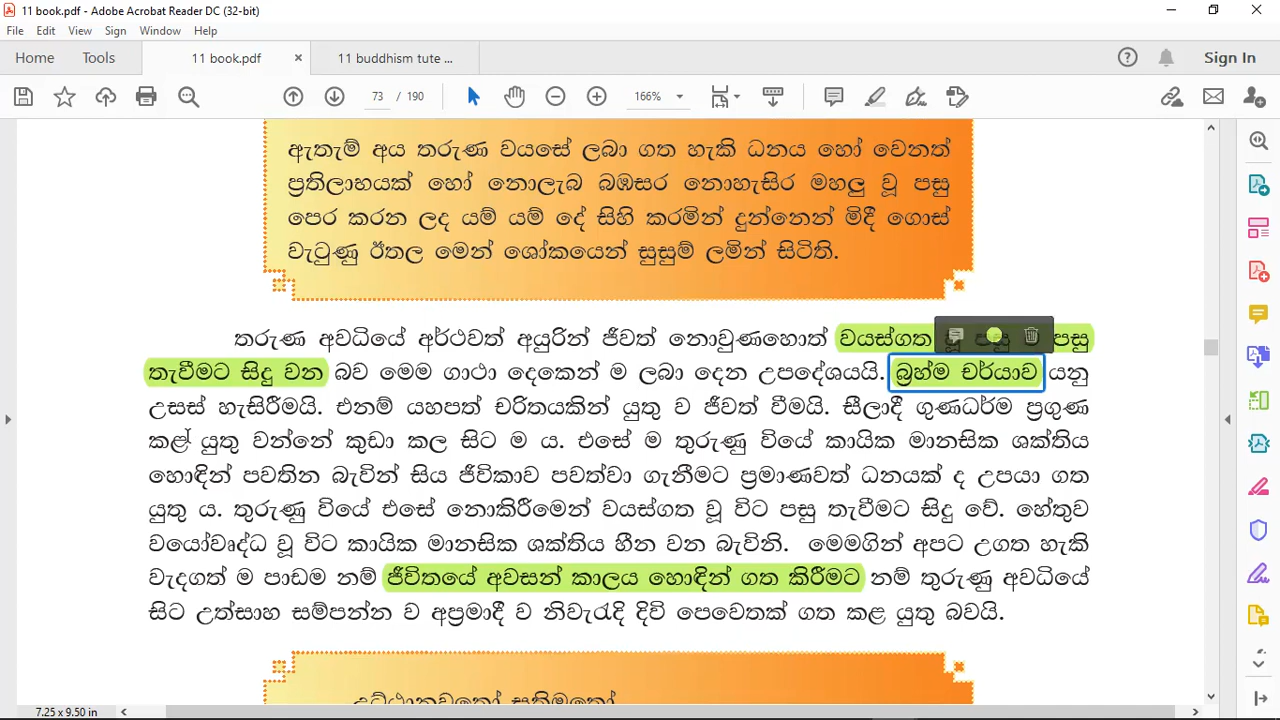 11 book.pdf - Adobe Acrobat Reader DC (32-bit)
File Edit View Sign Window Help
Home Tools 11 book.pdf 11 buddhism tute ... Sign In
73 / 190 166%
ඇතැම් අය තරුණ වයසේ ලබා ගත හැකි ධනය හෝ වෙනත්
ප්‍රතිලාභයක් හෝ නොලැබ බඹසර නොහැසිර මහලු වූ පසු
පෙර කරන ලද යම් යම් දේ සිහි කරමින් දුන්නෙන් මිදී ගොස්
වැටුණු ඊතල මෙන් ශෝකයෙන් සුසුම් ලමින් සිටිති.
තරුණ අවධියේ අර්ථවත් අයුරින් ජීවත් නොවුණහොත් වයස්ගත වූ පසු පසු
තැවීමට සිදු වන බව මෙම ගාථා දෙකෙන් ම ලබා දෙන උපදේශයයි. බ්‍රහ්ම චර්යාව යනු
උසස් හැසිරීමයි. එනම් යහපත් චරිතයකින් යුතු ව ජීවත් වීමයි. සීලාදී ගුණධර්ම ප්‍රගුණ
කළ යුතු වන්නේ කුඩා කල සිට ම ය. එසේ ම තුරුණු වියේ කායික මානසික ශක්තිය
හොඳින් පවතින බැවින් සිය ජීවිකාව පවත්වා ගැනීමට ප්‍රමාණවත් ධනයක් ද උපයා ගත
යුතු ය. තුරුණු වියේ එසේ නොකිරීමෙන් වයස්ගත වූ විට පසු තැවීමට සිදු වේ. හේතුව
වයෝවෘද්ධ වූ විට කායික මානසික ශක්තිය හීන වන බැවිනි. මෙමගින් අපට උගත හැකි
වැදගත් ම පාඩම නම් ජීවිතයේ අවසන් කාලය හොඳින් ගත කිරීමට නම් තුරුණු අවධියේ
සිට උත්සාහ සම්පන්න ව අප්‍රමාදී ව නිවැරැදි දිවි පෙවෙතක් ගත කළ යුතු බවයි.
උට්ඨානවතෝ සතිමතෝ
7.25 x 9.50 in